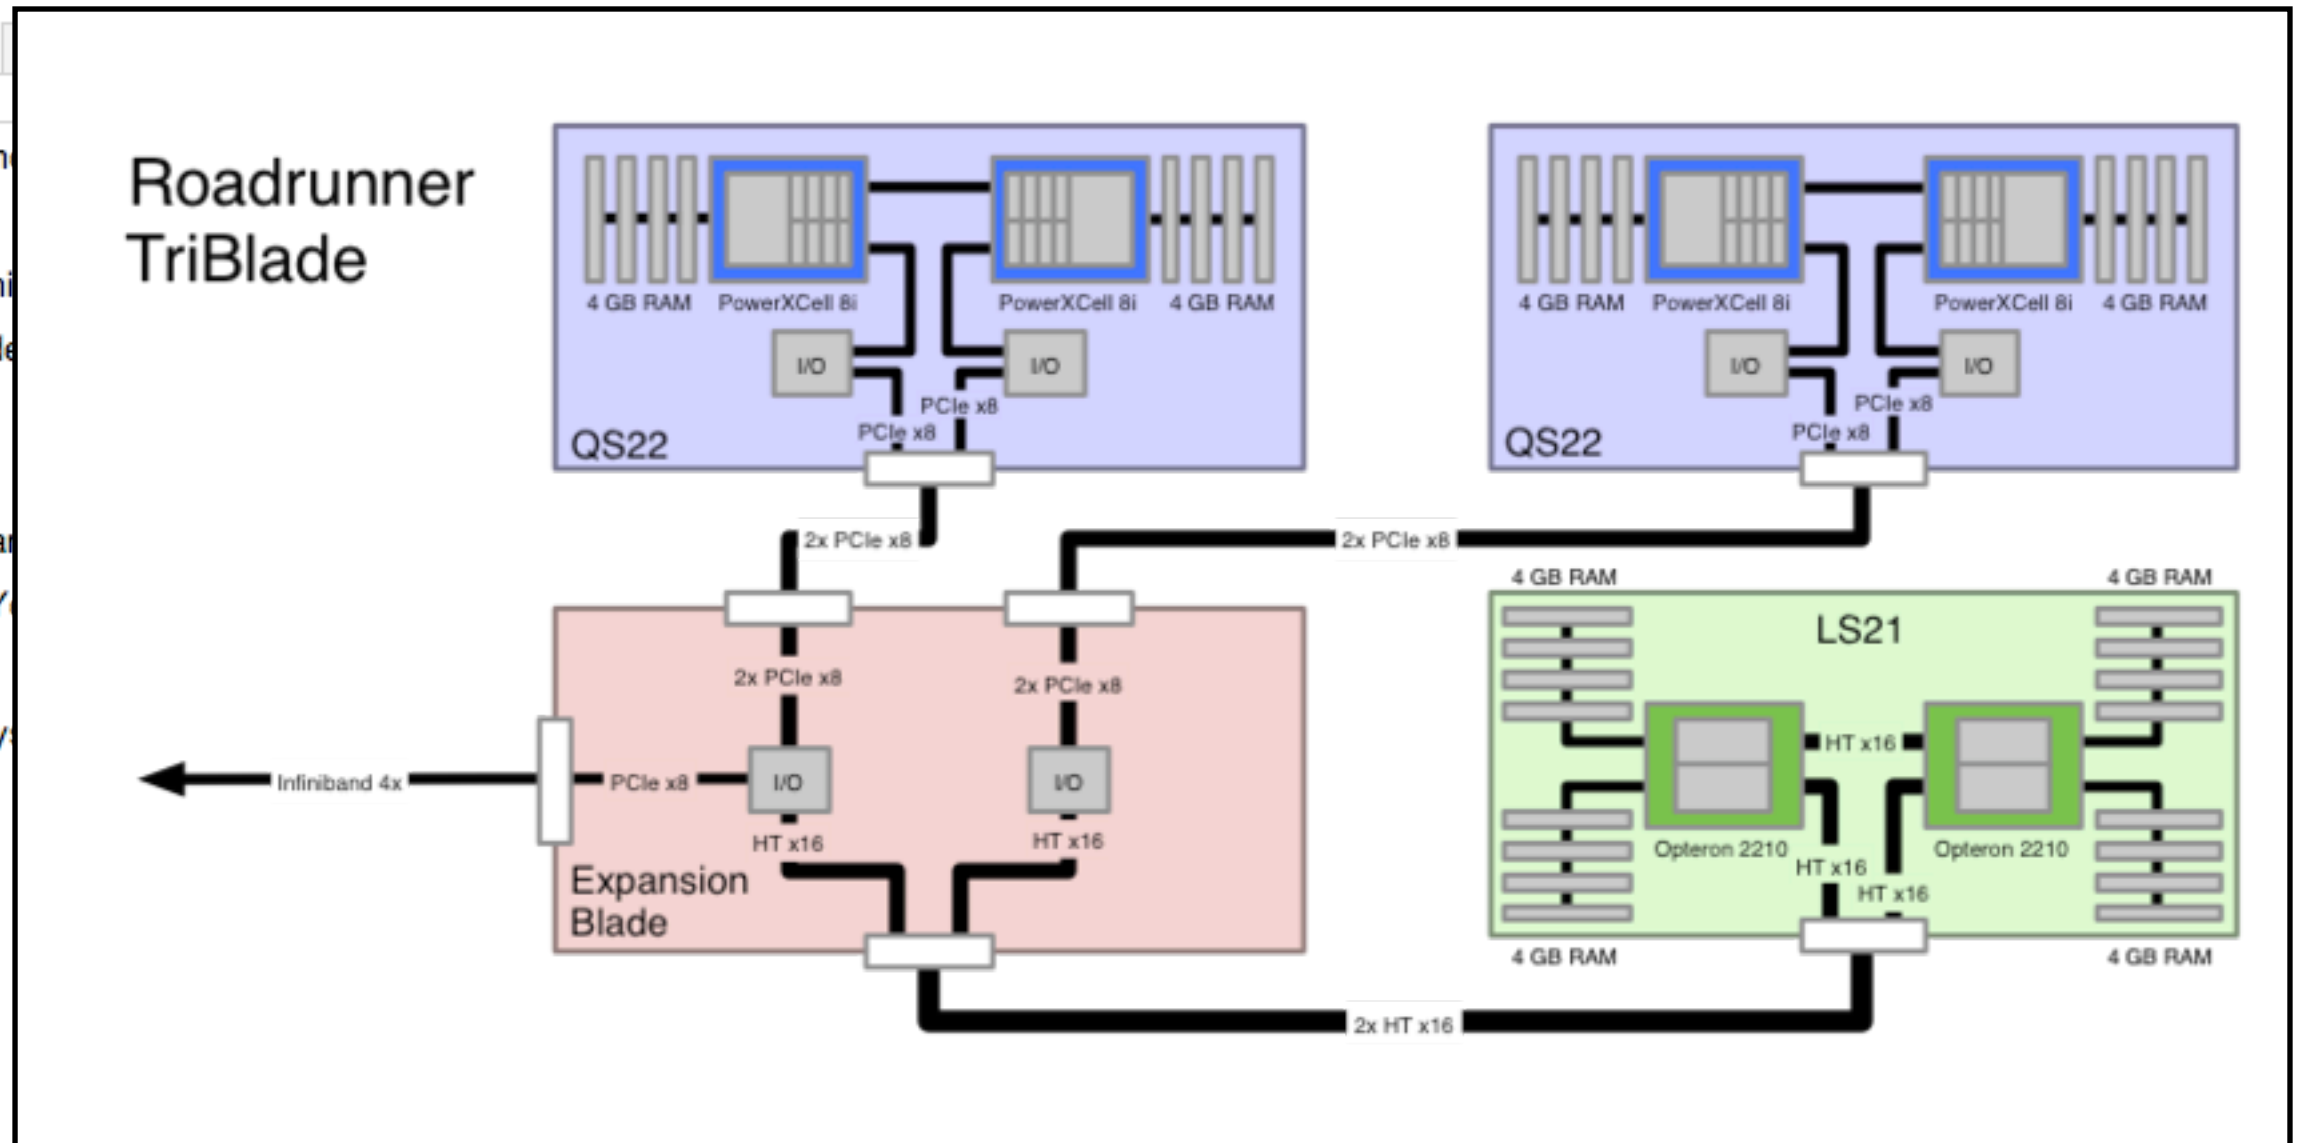 Roadrunner
TriBlade
4 GB RAM
PowerXCell 8i
PowerXCell 8i
4 GB RAM
I/O
I/O
PCIe x8
PCIe x8
QS22
4 GB RAM
PowerXCell 8i
PowerXCell 8i
4 GB RAM
I/O
I/O
PCIe x8
PCIe x8
QS22
2x PCIe x8
2x PCIe x8
2x PCIe x8
2x PCIe x8
Infiniband 4x
PCIe x8
I/O
I/O
HT x16
HT x16
Expansion
Blade
4 GB RAM
4 GB RAM
LS21
HT x16
Opteron 2210
Opteron 2210
HT x16
HT x16
4 GB RAM
4 GB RAM
2x HT x16